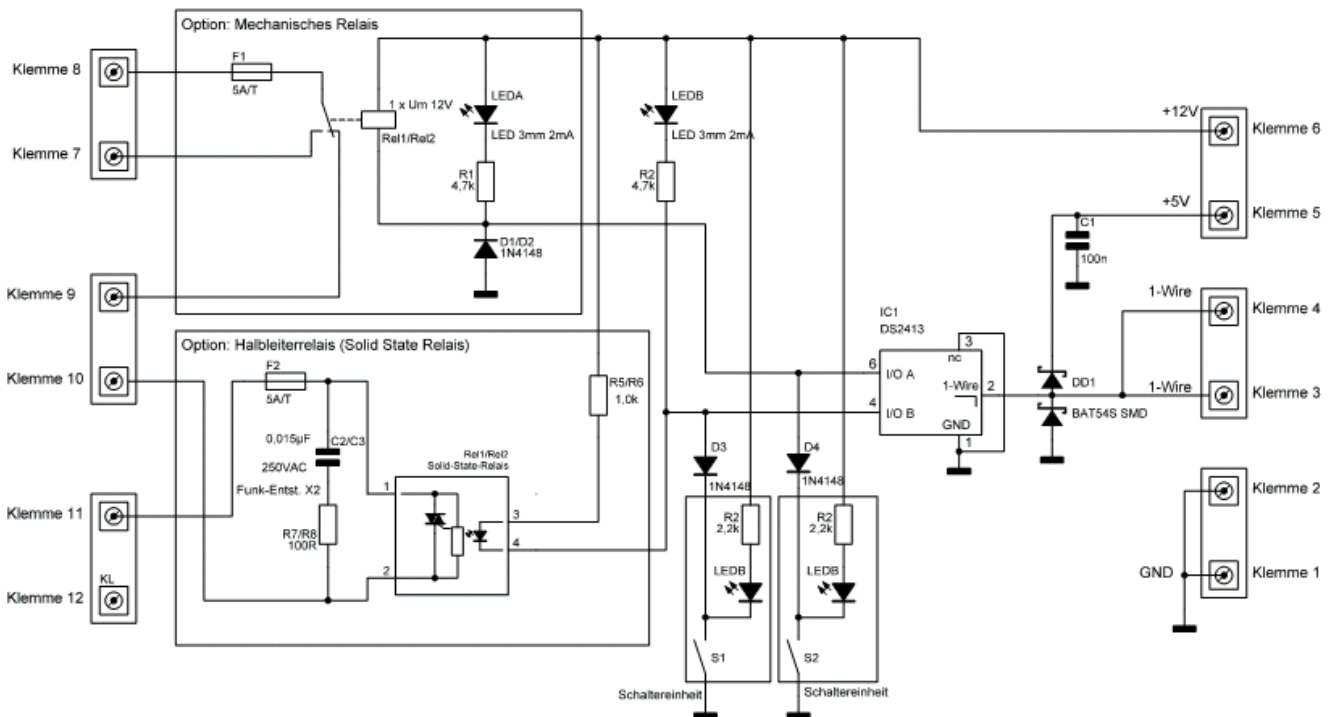 Option: Mechanisches Relais
Klemme 8
F1
5A/T
1 x Um 12V
Rel1/Rel2
LEDA
LED 3mm 2mA
LEDB
LED 3mm 2mA
+12V
Klemme 6
Klemme 7
R1
4,7k
R2
4,7k
+5V
Klemme 5
C1
100n
D1/D2
1N4148
Klemme 9
1-Wire
Klemme 4
IC1
DS2413
Option: Halbleiterrelais (Solid State Relais)
Klemme 10
F2
5A/T
R5/R6
1,0k
6
I/O A
4
I/O B
3
nc
1-Wire
2
GND
1
DD1
BAT54S SMD
1-Wire
Klemme 3
0,015µF
C2/C3
250VAC
Funk-Entst. X2
R7/R8
100R
Rel1/Rel2
Solid-State-Relais
1
2
3
4
D3
1N4148
D4
1N4148
Klemme 11
KL
Klemme 12
R2
2,2k
LEDB
S1
Schaltereinheit
R2
2,2k
LEDB
S2
Schaltereinheit
Klemme 2
GND
Klemme 1